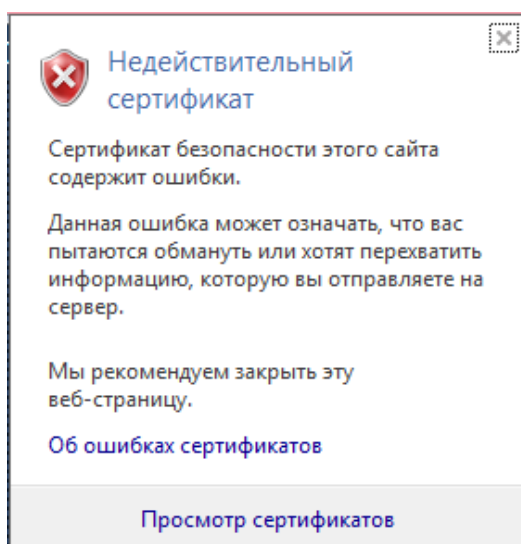 Недействительный
сертификат
Сертификат безопасности этого сайта
содержит ошибки.
Данная ошибка может означать, что вас
пытаются обмануть или хотят перехватить
информацию, которую вы отправляете на
сервер.
Мы рекомендуем закрыть эту
веб-страницу.
Об ошибках сертификатов
Просмотр сертификатов